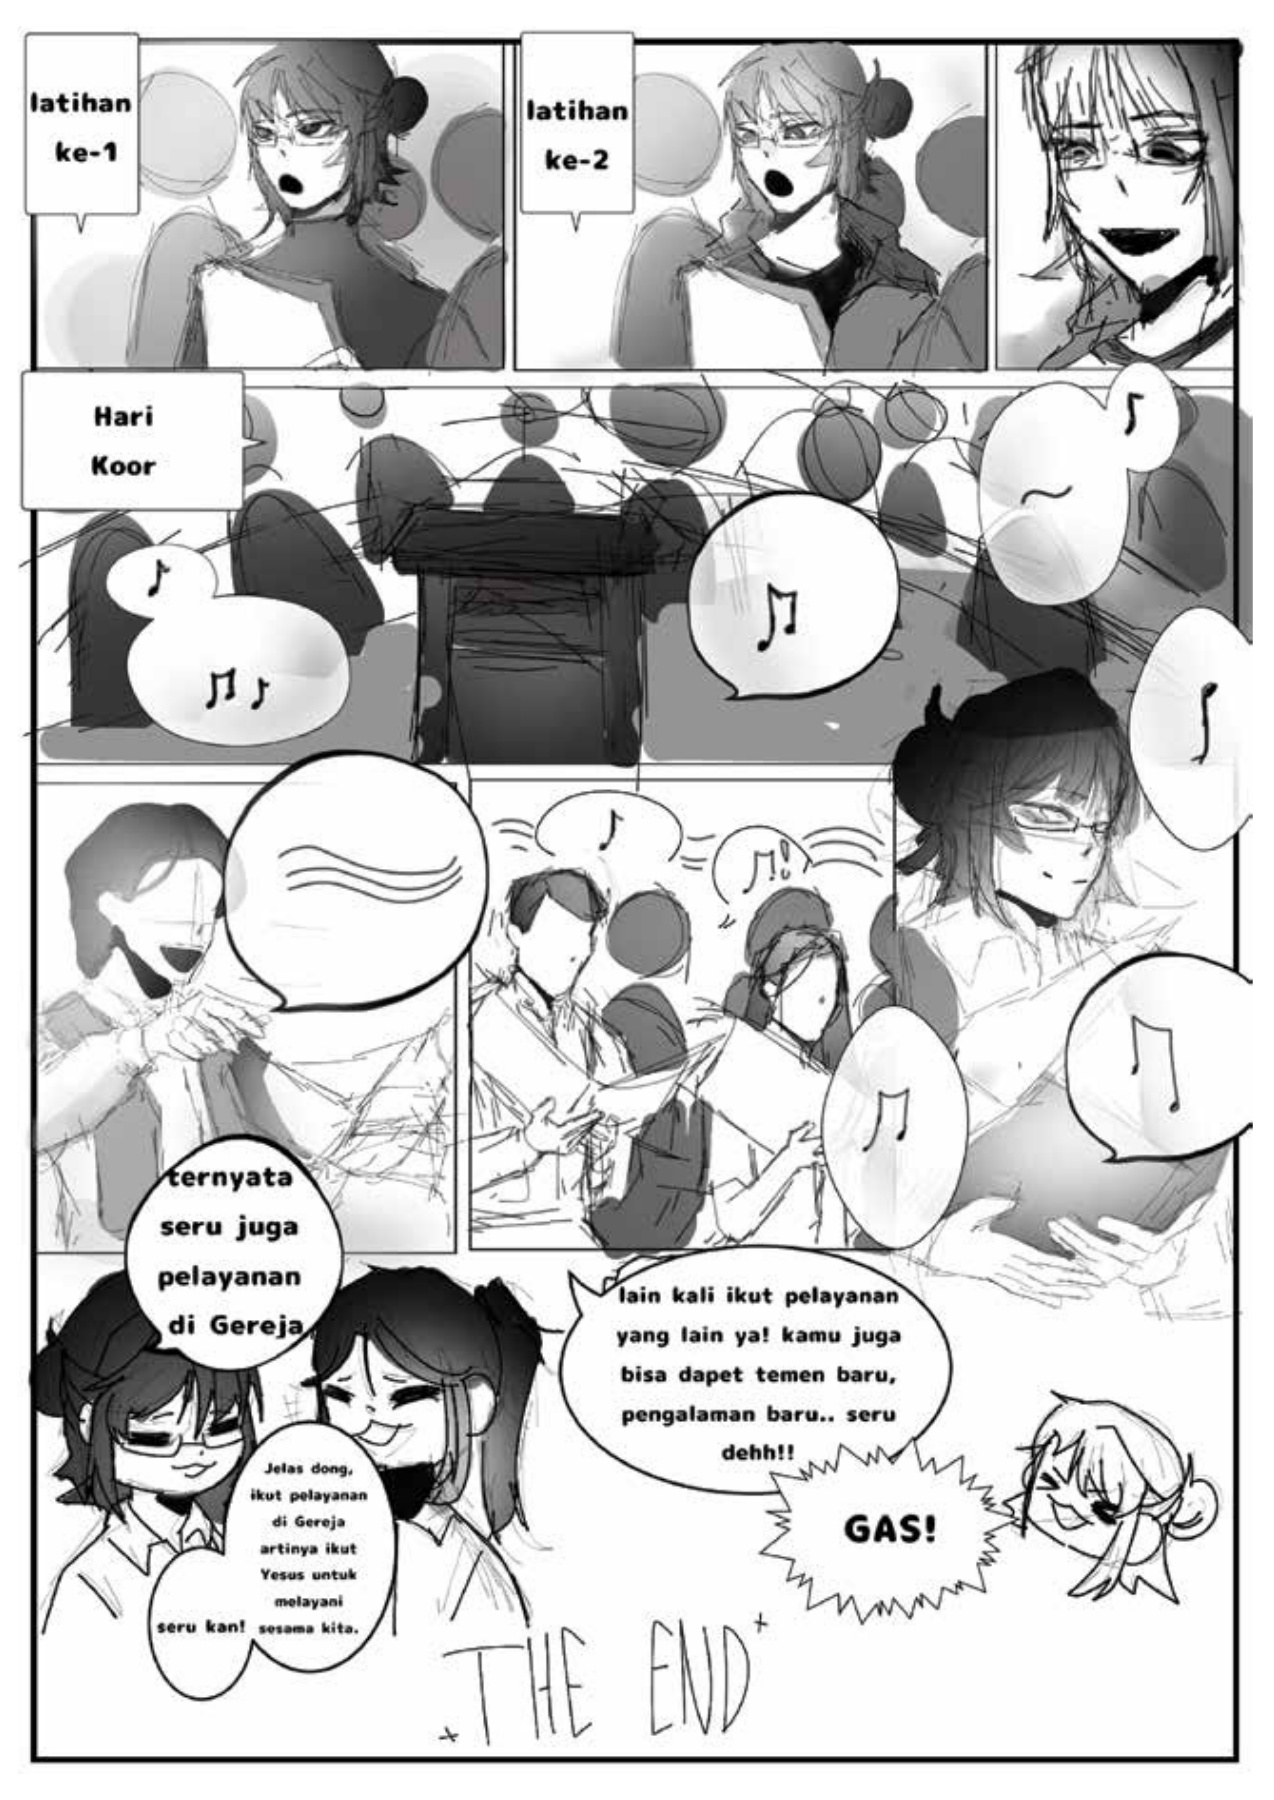 latihan
ke-1
latihan
ke-2
Hari
Koor
ternyata
seru juga
pelayanan
di Gereja
Jelas dong,
ikut pelayanan
di Gereja
artinya ikut
Yesus untuk
melayani
sesama kita.
seru kan!
lain kali ikut pelayanan
yang lain ya! kamu juga
bisa dapet temen baru,
pengalaman baru.. seru
dehh!!
GAS!
THE END